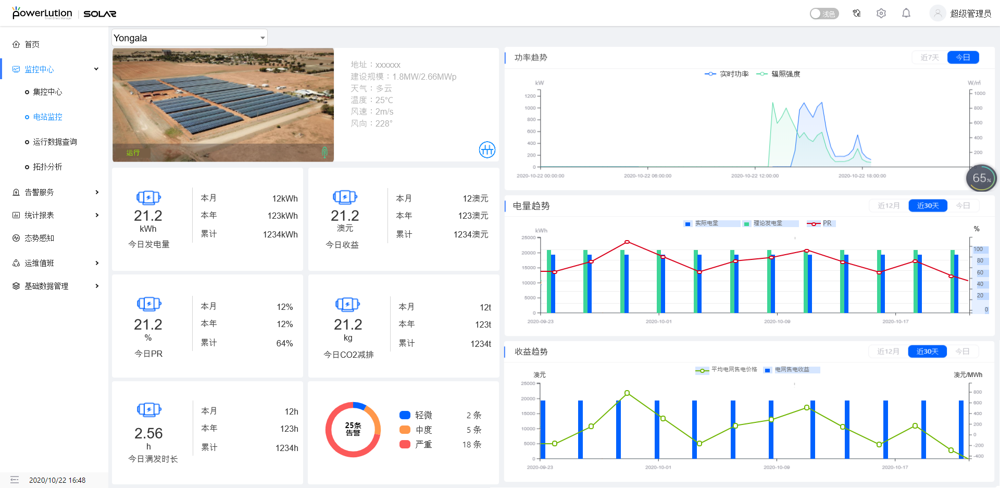 powerLution
SOLAR
浅色
超级管理员
首页
监控中心
集控中心
电站监控
运行数据查询
拓扑分析
告警服务
统计报表
态势感知
运维值班
基础数据管理
2020/10/22 16:48
Yongala
运行
地址：xxxxxx
建设规模：1.8MW/2.66MWp
天气：多云
温度：25℃
风速：2m/s
风向：228°
21.2
kWh
今日发电量
本月 12kWh
本年 123kWh
累计 1234kWh
21.2
澳元
今日收益
本月 12澳元
本年 123澳元
累计 1234澳元
21.2
%
今日PR
本月 12%
本年 12%
累计 64%
21.2
kg
今日CO2减排
本月 12t
本年 123t
累计 1234t
2.56
h
今日满发时长
本月 12h
本年 123h
累计 1234h
25条
告警
轻微 2 条
中度 5 条
严重 18 条
功率趋势
近7天 今日
实时功率 辐照强度
kW W/㎡
1200
1000
800
600
400
200
0
1000
800
600
400
200
2020-10-22 00:00:00 2020-10-22 06:00:00 2020-10-22 12:00:00 2020-10-22 18:00:00
65%
电量趋势
近12月 近30天 今日
实际电量 理论发电量 PR
kWh %
25000
20000
15000
10000
5000
0
100
80
60
40
20
0
2020-09-23 2020-10-01 2020-10-09 2020-10-17
收益趋势
近12月 近30天 今日
平均电网售电价格 电网售电收益
澳元 澳元/MWh
25000
20000
15000
10000
5000
0
800
600
400
200
0
-200
-400
2020-09-23 2020-10-01 2020-10-09 2020-10-17